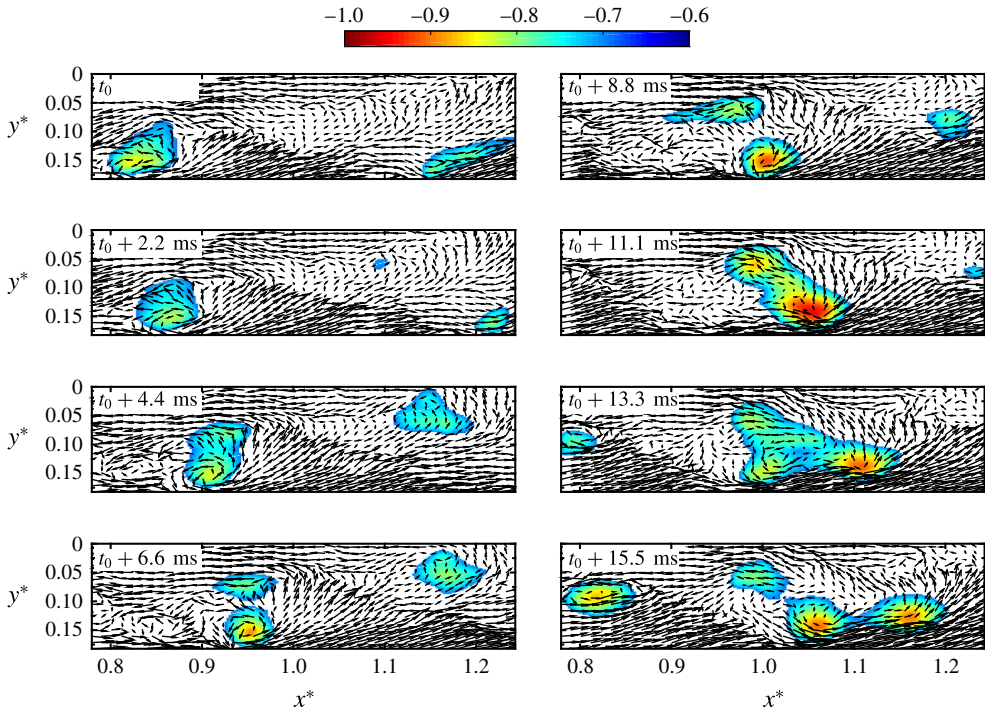 −1.0 −0.9 −0.8 −0.7 −0.6
0 t0 t0 + 8.8 ms
0.05
y* 0.10
0.15
0 t0 + 2.2 ms t0 + 11.1 ms
0.05
y* 0.10
0.15
0 t0 + 4.4 ms t0 + 13.3 ms
0.05
y* 0.10
0.15
0 t0 + 6.6 ms t0 + 15.5 ms
0.05
y* 0.10
0.15
0.8 0.9 1.0 1.1 1.2 0.8 0.9 1.0 1.1 1.2
x* x*